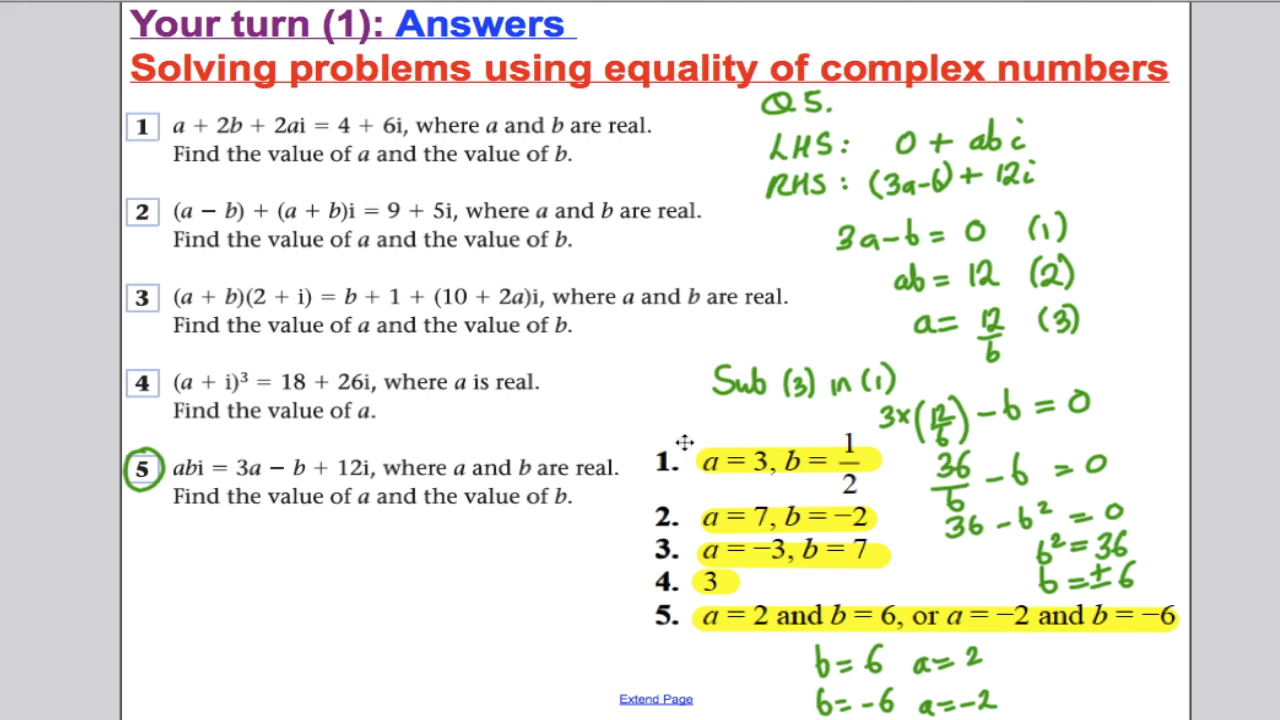 Your turn (1): Answers
Solving problems using equality of complex numbers
1 a + 2b + 2ai = 4 + 6i, where a and b are real.
Find the value of a and the value of b.
2 (a − b) + (a + b)i = 9 + 5i, where a and b are real.
Find the value of a and the value of b.
3 (a + b)(2 + i) = b + 1 + (10 + 2a)i, where a and b are real.
Find the value of a and the value of b.
4 (a + i)³ = 18 + 26i, where a is real.
Find the value of a.
5 abi = 3a − b + 12i, where a and b are real.
Find the value of a and the value of b.
Q5.
LHS: 0 + abi
RHS: (3a-b) + 12i
3a-b = 0 (1)
ab = 12 (2)
a = 12/b (3)
Sub (3) in (1)
3×(12/b) - b = 0
36/b - b = 0
36 - b² = 0
b² = 36
b = ±6
1. a = 3, b = 1/2
2. a = 7, b = −2
3. a = −3, b = 7
4. 3
5. a = 2 and b = 6, or a = −2 and b = −6
b = 6 a = 2
b = -6 a = -2
Extend Page